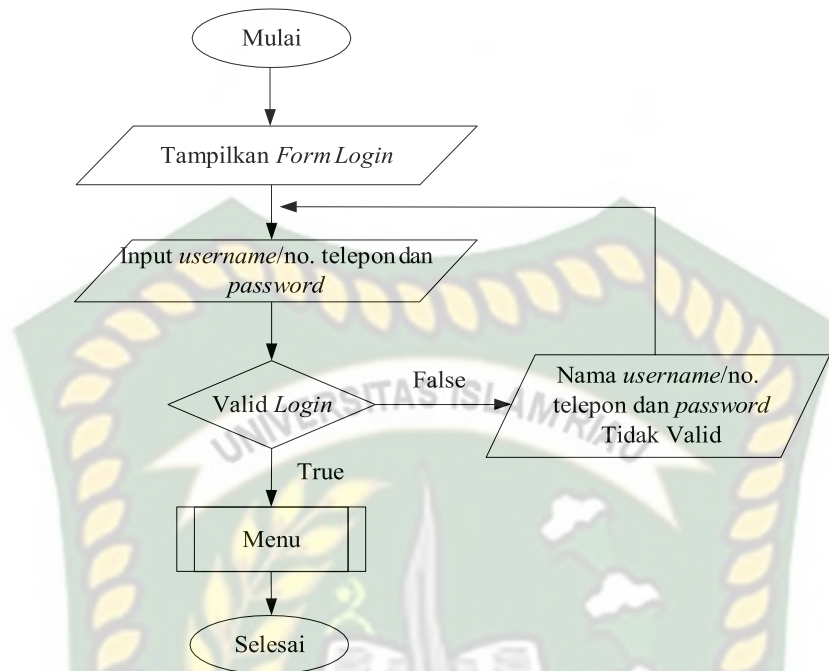 Mulai
Tampilkan Form Login
Input username/no. telepon dan
password
Valid Login
False
Nama username/no.
telepon dan password
Tidak Valid
True
Menu
Selesai
UNIVERSITAS ISLAM RIAU